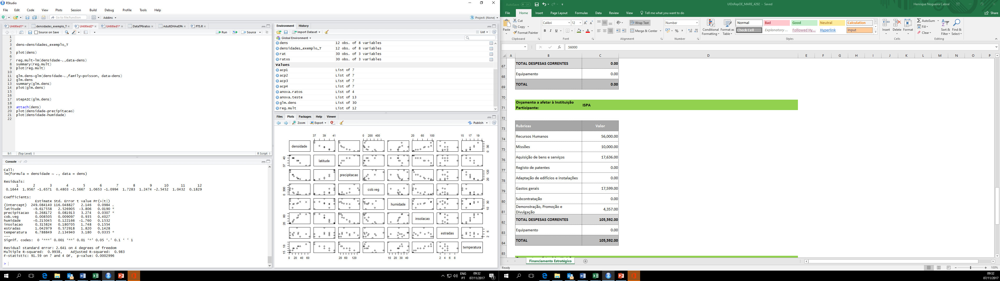 RStudio
File Edit Code View Plots Session Build Debug Profile Tools Help
Go to file/function Addins Project: (None)
Untitled1* densidades_exemplo_T Untitled2* Untitled1* DataTP6ratos AdultDHAeEPA FT5.R
Source on Save Run Source
1
2
3 dens=densidades_exemplo_T
4
5 plot(dens)
6
7 reg.mult=lm(densidade~.,data=dens)
8 summary(reg.mult)
9 plot(reg.mult)
10
11 glm.dens=glm(densidade~.,family=poisson, data=dens)
12 glm.dens
13 summary(glm.dens)
14 plot(glm.dens)
15
16
17 stepAIC(glm.dens)
18
19 attach(dens)
20 plot(densidade~precipitacao)
21 plot(densidade~humidade)
22
9:1 (Top Level) R Script
Console ~/
Call:
lm(formula = densidade ~ ., data = dens)
Residuals:
1 2 3 4 5 6 7 8 9 10 11 12
0.1644 1.9567 -1.6571 0.4803 -2.5667 1.0653 -1.0994 1.7283 1.2474 -2.5452 1.0432 0.1829
Coefficients:
Estimate Std. Error t value Pr(>|t|)
(Intercept) 249.084140 116.048827 2.146 0.0984 .
latitude -9.617558 2.526905 -3.806 0.0190 *
precipitacao 0.268172 0.081913 3.274 0.0307 *
cob.veg 0.008505 0.009097 0.935 0.4027
humidade -0.215045 0.122166 -1.760 0.1532
insolacao 0.315824 0.180705 1.748 0.1554
estradas 1.042979 0.572918 1.820 0.1428
temperatura 6.788849 2.134940 3.180 0.0335 *
---
Signif. codes: 0 ‘***’ 0.001 ‘**’ 0.01 ‘*’ 0.05 ‘.’ 0.1 ‘ ’ 1
Residual standard error: 2.641 on 4 degrees of freedom
Multiple R-squared: 0.9938, Adjusted R-squared: 0.983
F-statistic: 91.59 on 7 and 4 DF, p-value: 0.0002996
>
Environment History
Import Dataset List
Global Environment
dens 12 obs. of 8 variables
densidades_exemplo_T 12 obs. of 8 variables
rat 30 obs. of 3 variables
ratos 30 obs. of 3 variables
Values
acp1 List of 7
acp2 List of 7
acp3 List of 7
acp4 List of 7
anova.ratos List of 4
anova.teste List of 13
glm.dens List of 30
reg.mult List of 12
Files Plots Packages Help Viewer
Zoom Export Publish
37 39 41 0 200 400 20 60 100 15 17 19
densidade 0 30
37 40 latitude
precipitacao 20 120
0 300 cob.veg
humidade 10 30
20 80 insolacao
estradas 2 6
15 18 temperatura
0 20 40 60 20 60 120 10 20 30 40 2 4 6 8
ENG
PT
09:32
07/11/2017
AutoSave Off UIDsRepOE_MARE_4292 - Saved Henrique Nogueira Cabral
File Home Insert Page Layout Formulas Data Review View Tell me what you want to do Share
Paste Cut Copy Format Painter
Clipboard
Calibri 12
B I U
Font
Wrap Text
Merge & Center
Alignment
Number
% ,
Number
Conditional Formatting Format as Table
Normal Bad Good Neutral Calculation
Check Cell Explanatory ... Followed Hy... Hyperlink Input
Styles
Insert Delete Format
Cells
AutoSum
Fill
Clear
Sort & Filter Find & Select
Editing
fx 56000
A B C D E F G H I J K L M N O P
67 TOTAL DESPESAS CORRENTES 0.00
68 Equipamento 0.00
69 TOTAL 0.00
70
71 Orçamento a afetar à Instituição Participante: ISPA
72
73 Rubricas Valor
74 Recursos Humanos 56,000.00
75 Missões 10,000.00
76 Aquisição de bens e serviços 17,636.00
77 Registo de patentes 0.00
78 Adaptação de edifícios e instalações 0.00
79 Gastos gerais 17,599.00
80 Subcontratação 0.00
81 Demonstração, Promoção e Divulgação 4,357.00
82 TOTAL DESPESAS CORRENTES 105,592.00
83 Equipamento 0.00
84 TOTAL 105,592.00
85
Financiamento Estratégico
Ready 100%
09:32
07/11/2017